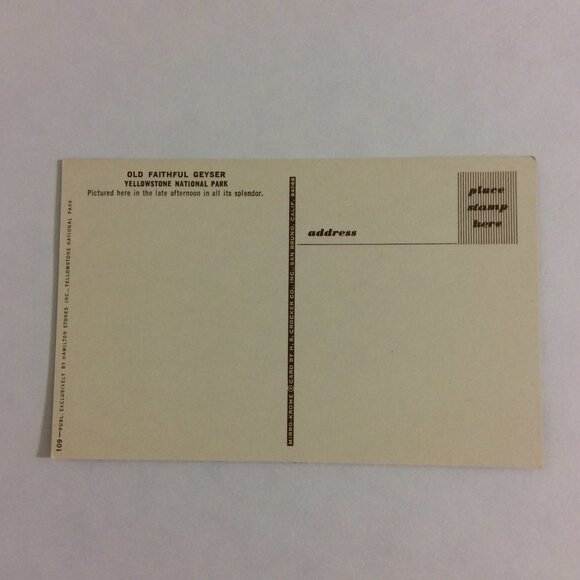 OLD FAITHFUL GEYSER
YELLOWSTONE NATIONAL PARK
Pictured here in the late afternoon in all its splendor.
109—PUBL. EXCLUSIVELY BY HAMILTON STORES INC., YELLOWSTONE NATIONAL PARK
MIRRO-KROME ® CARD BY H. S. CROCKER CO., INC., SAN BRUNO, CALIF. 94066
place
stamp
here
address